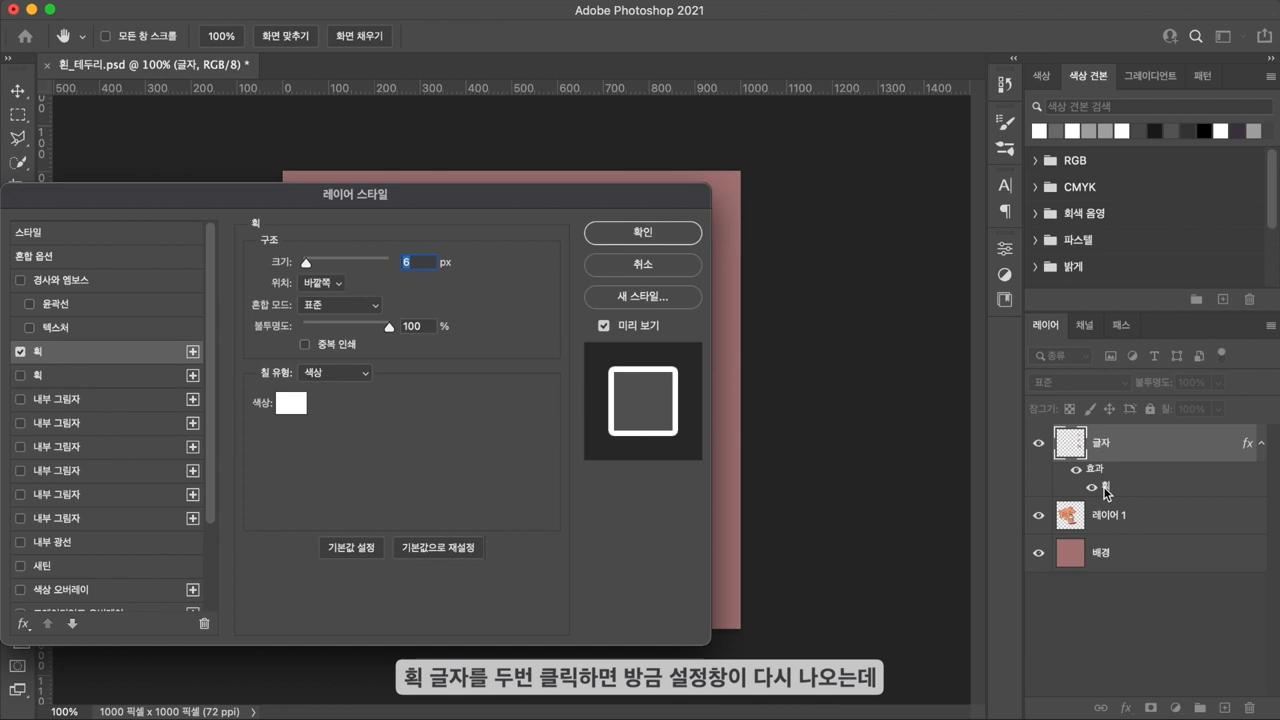 Adobe Photoshop 2021
모든 창 스크롤
100%
화면 맞추기
화면 채우기
획_테두리.psd @ 100% (글자, RGB/8) *
500 400 300 200 100 0 100 200 300 400 500 600 700 800 900 1000 1100 1200 1300 1400
레이어 스타일
스타일
혼합 옵션
경사와 엠보스
윤곽선
텍스처
획
획
내부 그림자
내부 그림자
내부 그림자
내부 그림자
내부 그림자
내부 그림자
내부 광선
새틴
색상 오버레이
fx
획
구조
크기: 6 px
위치: 바깥쪽
혼합 모드: 표준
불투명도: 100 %
중복 인쇄
칠 유형: 색상
색상:
기본값 설정
기본값으로 재설정
확인
취소
새 스타일...
미리 보기
색상
색상 견본
그레이디언트
패턴
색상 견본 검색
RGB
CMYK
회색 음영
파스텔
밝게
레이어
채널
패스
종류
표준
불투명도: 100%
잠그기:
칠: 100%
글자
fx
효과
획
레이어 1
배경
fx
획 글자를 두번 클릭하면 방금 설정창이 다시 나오는데
100%
1000 픽셀 x 1000 픽셀 (72 ppi)